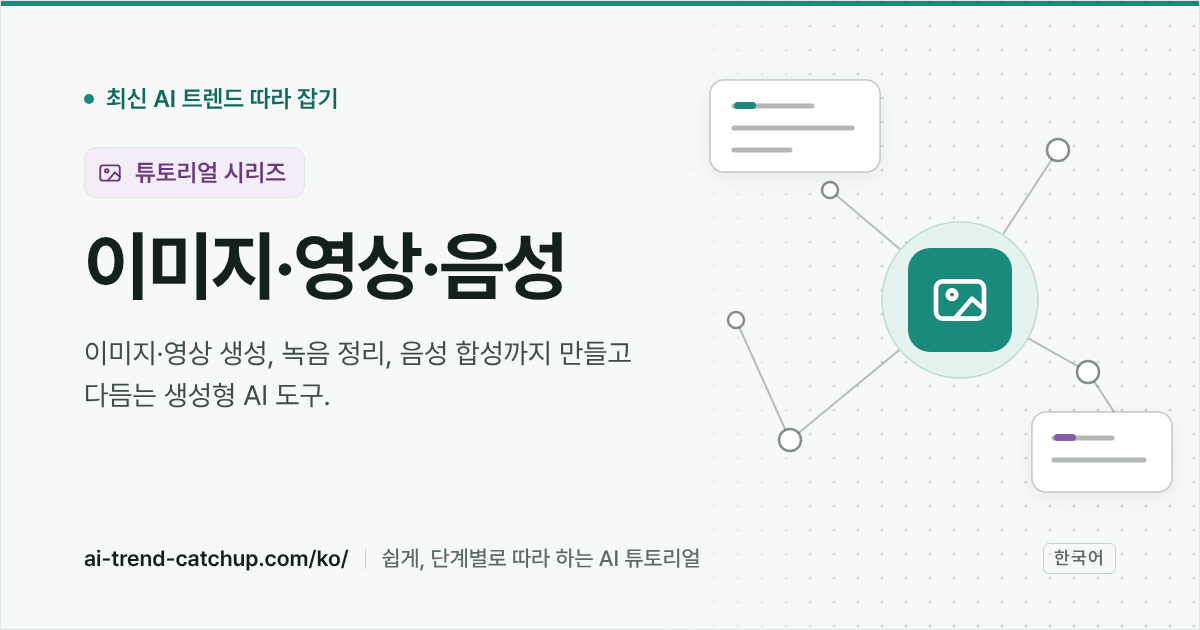 최신 AI 트렌드 따라 잡기
튜토리얼 시리즈
이미지·영상·음성
이미지·영상 생성, 녹음 정리, 음성 합성까지 만들고
다듬는 생성형 AI 도구.
ai-trend-catchup.com/ko/
쉽게, 단계별로 따라 하는 AI 튜토리얼
한국어